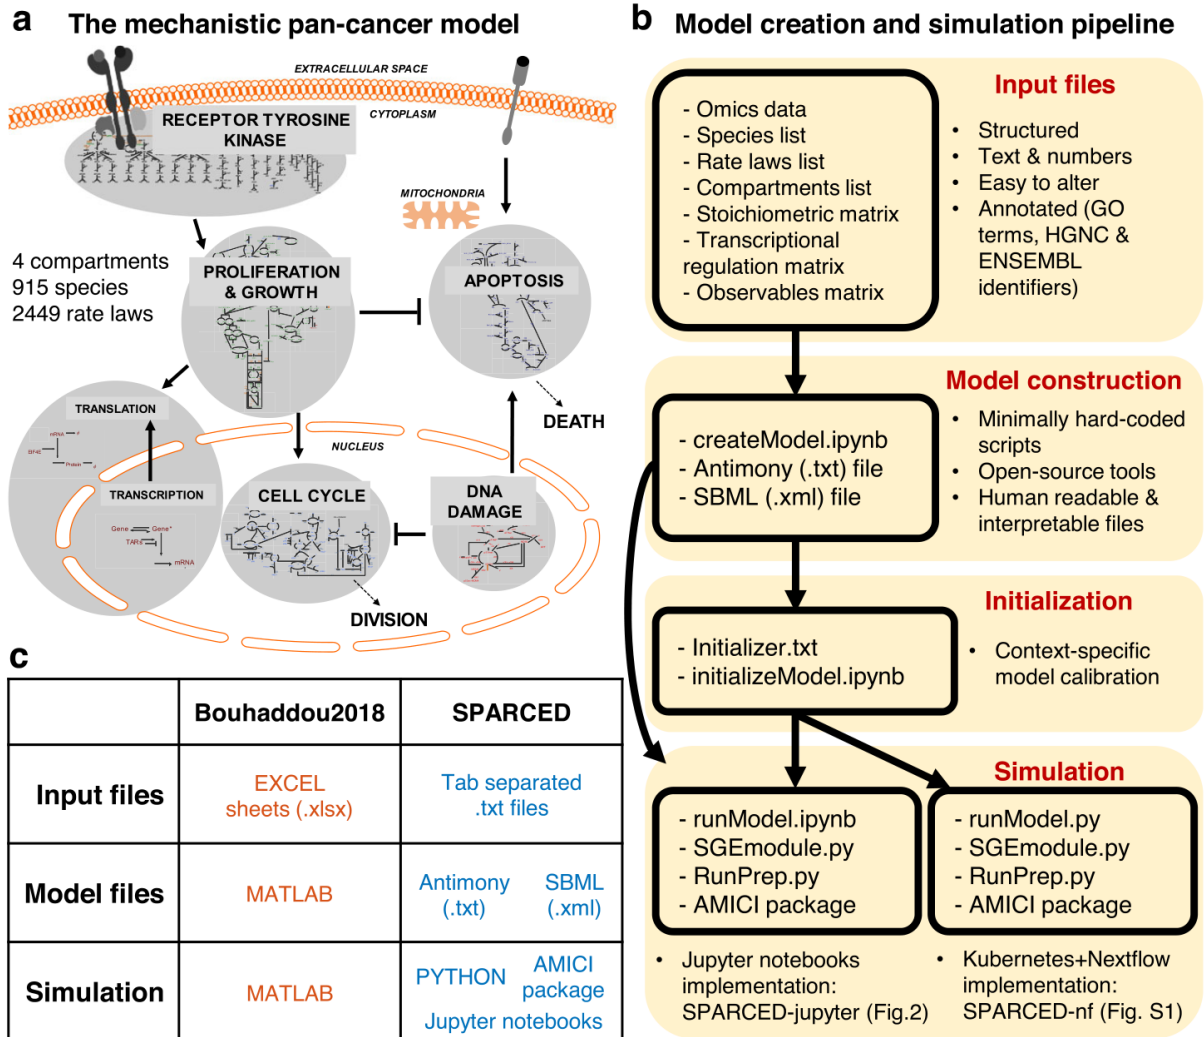 a The mechanistic pan-cancer model
EXTRACELLULAR SPACE
CYTOPLASM
RECEPTOR TYROSINE
KINASE
MITOCHONDRIA
4 compartments
915 species
2449 rate laws
PROLIFERATION
& GROWTH
APOPTOSIS
DEATH
TRANSLATION
mRNA
EIF4E
Protein
NUCLEUS
TRANSCRIPTION
Gene
Gene*
TARs
mRNA
CELL CYCLE
DNA
DAMAGE
DIVISION
b Model creation and simulation pipeline
Input files
- Omics data
- Species list
- Rate laws list
- Compartments list
- Stoichiometric matrix
- Transcriptional
regulation matrix
- Observables matrix
• Structured
• Text & numbers
• Easy to alter
• Annotated (GO
terms, HGNC &
ENSEMBL
identifiers)
Model construction
- createModel.ipynb
- Antimony (.txt) file
- SBML (.xml) file
• Minimally hard-coded
scripts
• Open-source tools
• Human readable &
interpretable files
Initialization
- Initializer.txt
- initializeModel.ipynb
• Context-specific
model calibration
Simulation
- runModel.ipynb
- SGEmodule.py
- RunPrep.py
- AMICI package
- runModel.py
- SGEmodule.py
- RunPrep.py
- AMICI package
• Jupyter notebooks
implementation:
SPARCED-jupyter (Fig.2)
• Kubernetes+Nextflow
implementation:
SPARCED-nf (Fig. S1)
c
Bouhaddou2018 SPARCED
Input files
EXCEL
sheets (.xlsx)
Tab separated
.txt files
Model files
MATLAB
Antimony
(.txt)
SBML
(.xml)
Simulation
MATLAB
PYTHON
AMICI
package
Jupyter notebooks